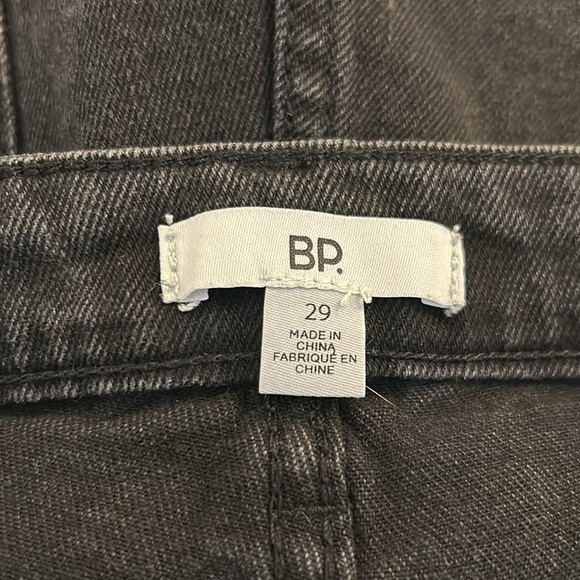 BP.
29
MADE IN
CHINA
FABRIQUÉ EN
CHINE